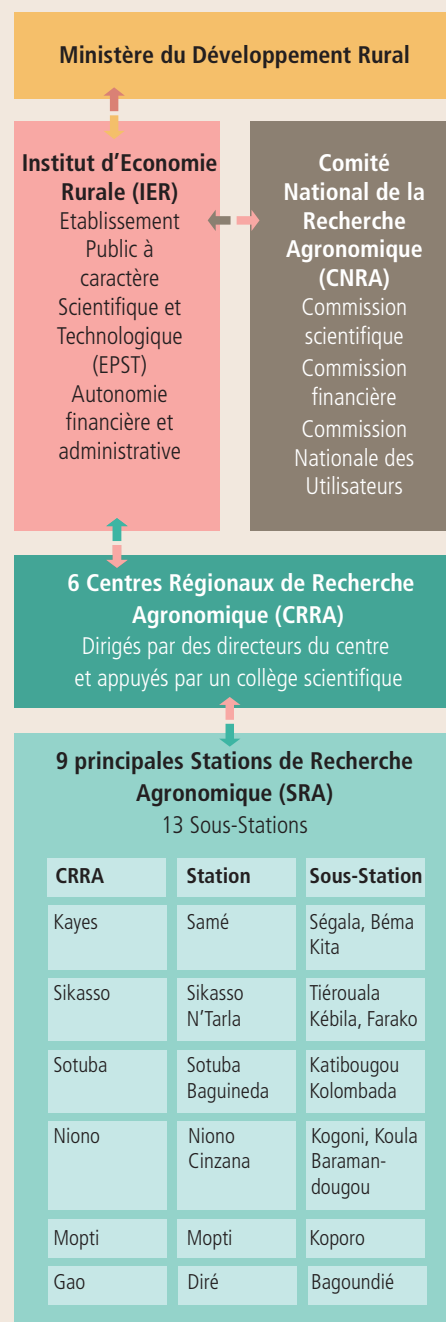 Ministère du Développement Rural
Institut d'Economie
Rurale (IER)
Etablissement
Public à
caractère
Scientifique et
Technologique
(EPST)
Autonomie
financière et
administrative
Comité
National de la
Recherche
Agronomique
(CNRA)
Commission
scientifique
Commission
financière
Commission
Nationale des
Utilisateurs
6 Centres Régionaux de Recherche
Agronomique (CRRA)
Dirigés par des directeurs du centre
et appuyés par un collège scientifique
9 principales Stations de Recherche
Agronomique (SRA)
13 Sous-Stations
CRRA Station Sous-Station
Kayes Samé Ségala, Béma
Kita
Sikasso Sikasso Tiérouala
N'Tarla Kébila, Farako
Sotuba Sotuba Katibougou
Baguineda Kolombada
Niono Niono Kogoni, Koula
Cinzana Baraman-
dougou
Mopti Mopti Koporo
Gao Diré Bagoundié